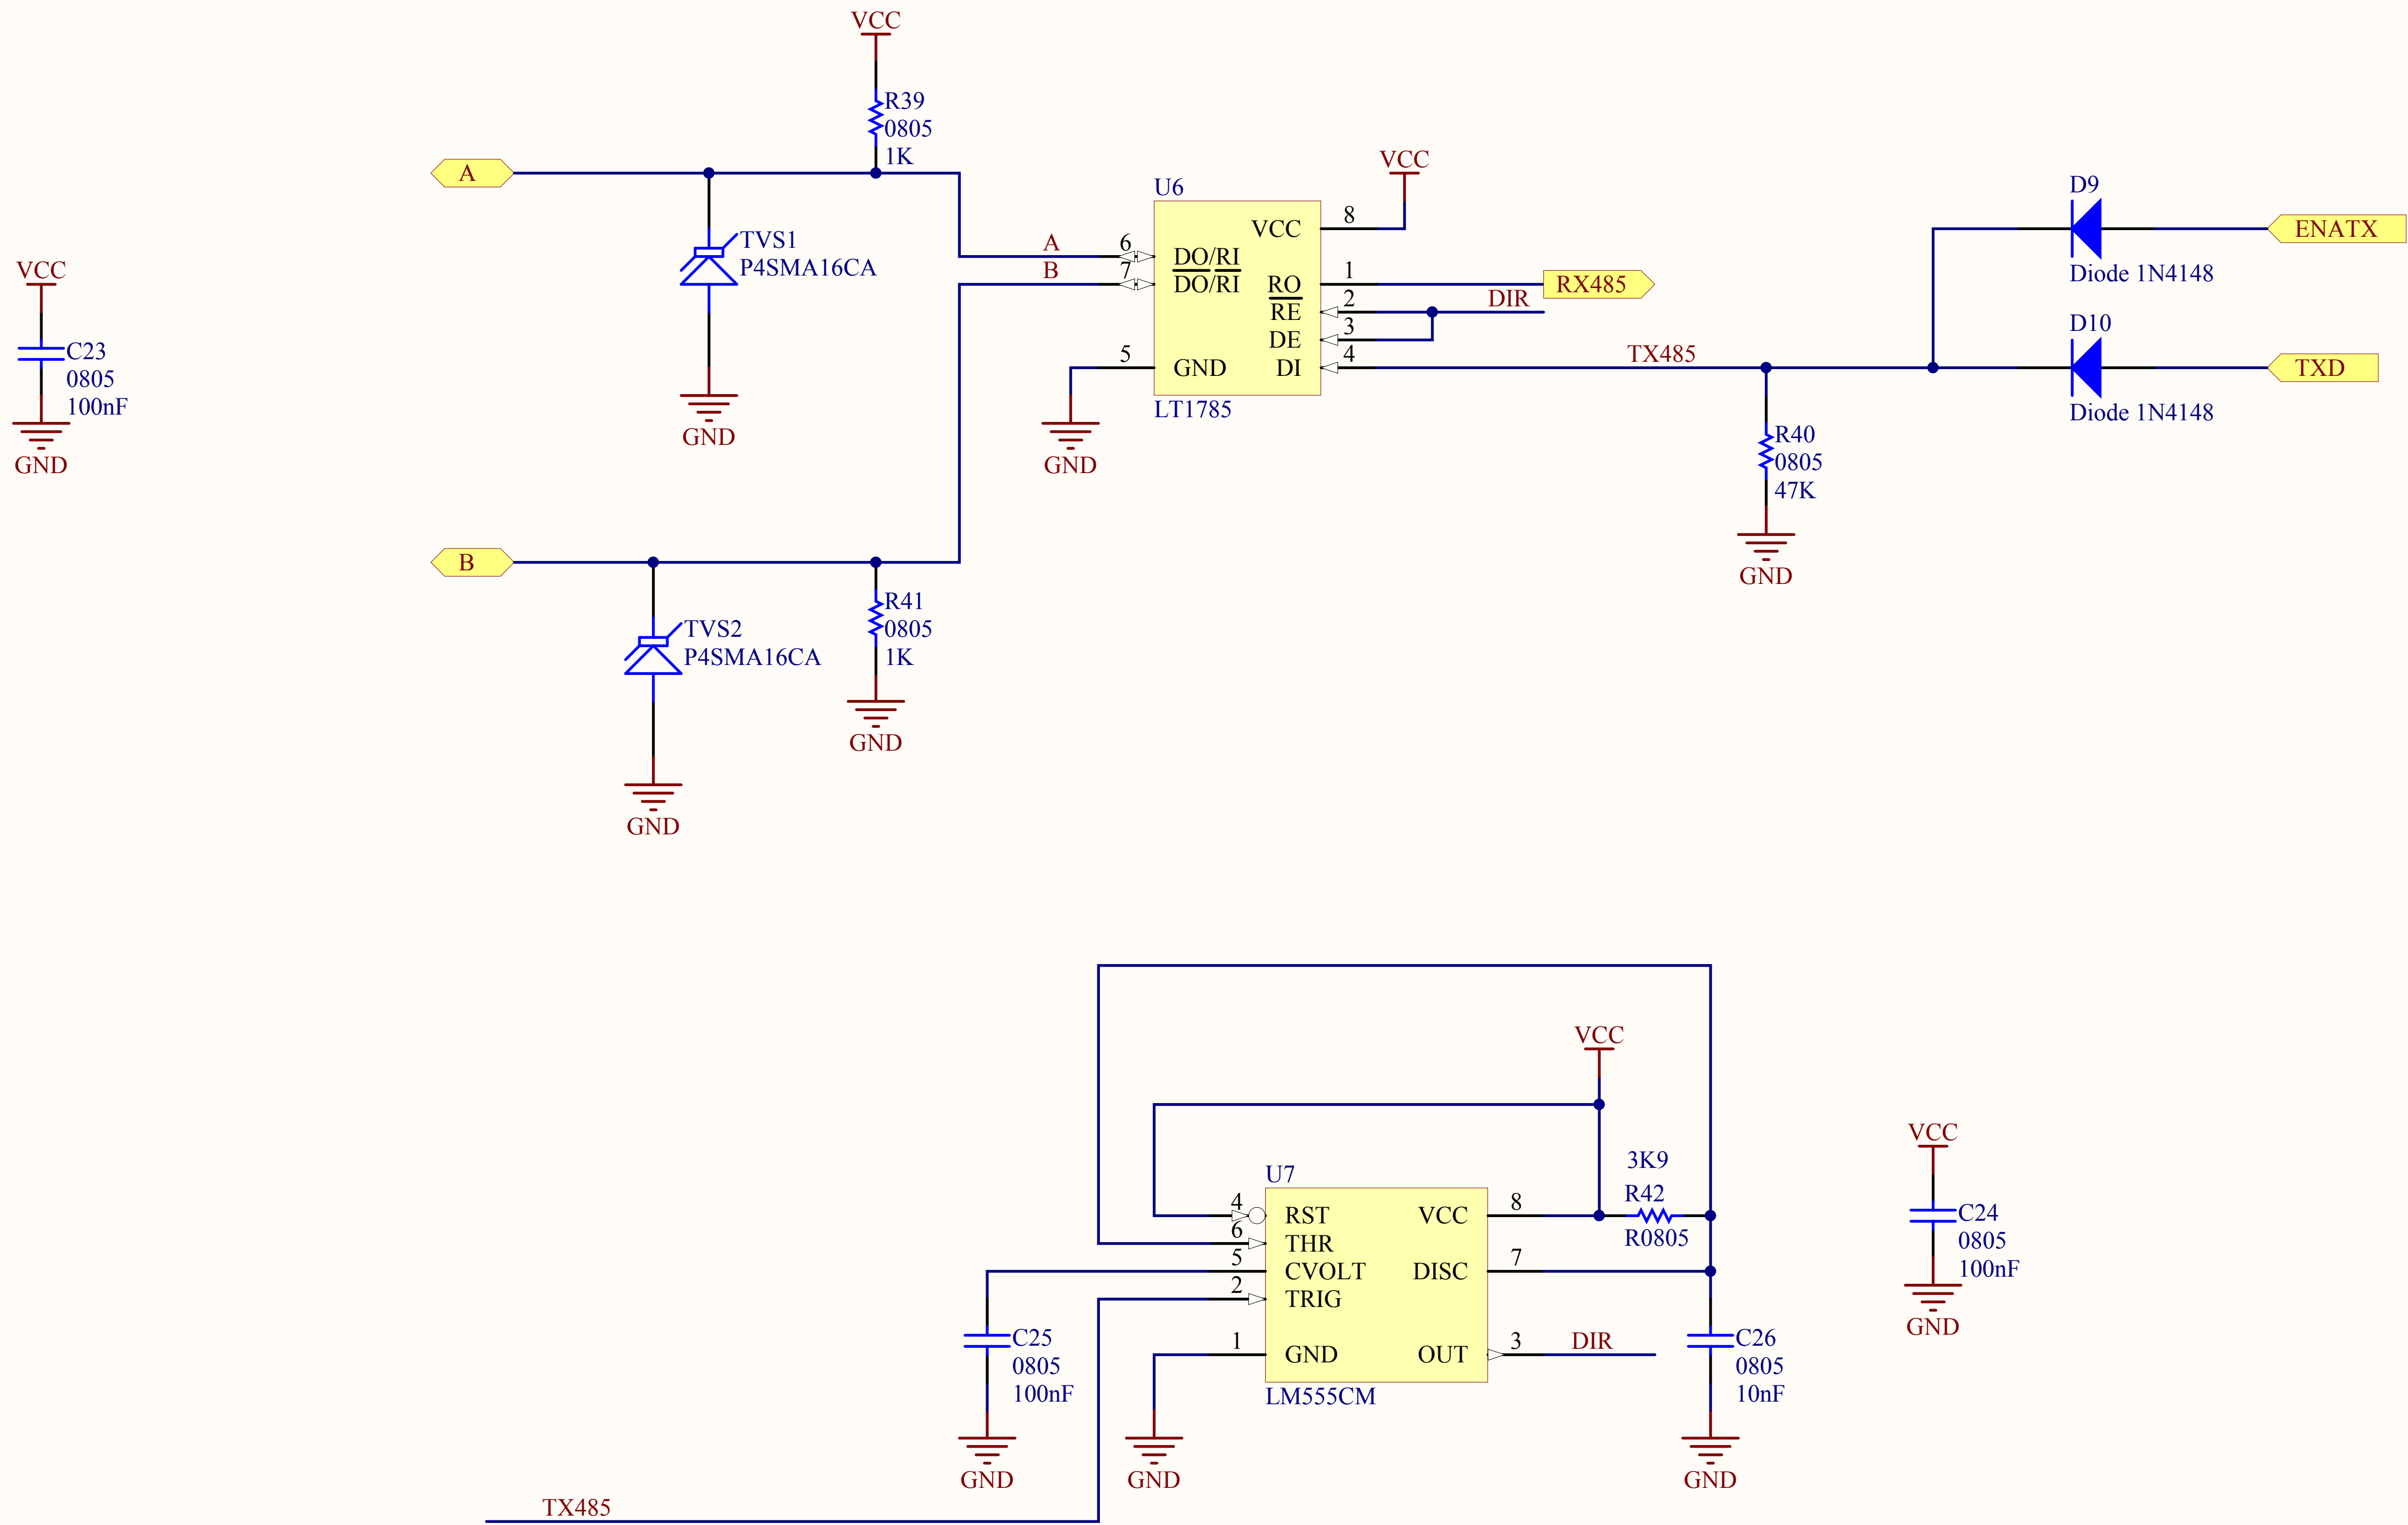 VCC
R39
0805
1K
A
TVS1
P4SMA16CA
GND
VCC
C23
0805
100nF
GND
U6
VCC
A
B
6
7
5
DO/RI
DO/RI
GND
VCC
RO
RE
DE
DI
8
1
2
3
4
LT1785
GND
RX485
DIR
TX485
D9
Diode 1N4148
ENATX
D10
Diode 1N4148
TXD
R40
0805
47K
GND
B
TVS2
P4SMA16CA
GND
R41
0805
1K
GND
VCC
3K9
R42
R0805
U7
4
6
5
2
1
RST
THR
CVOLT
TRIG
GND
VCC
DISC
OUT
8
7
3
DIR
LM555CM
C25
0805
100nF
GND
GND
C26
0805
10nF
GND
VCC
C24
0805
100nF
GND
TX485